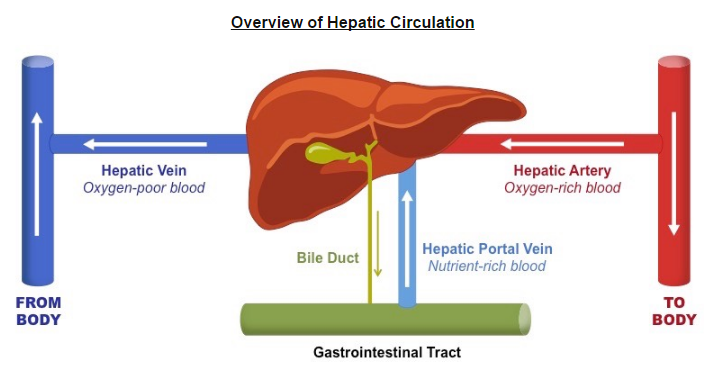 Overview of Hepatic Circulation
Hepatic Vein
Oxygen-poor blood
Hepatic Artery
Oxygen-rich blood
Bile Duct
Hepatic Portal Vein
Nutrient-rich blood
FROM
BODY
TO
BODY
Gastrointestinal Tract